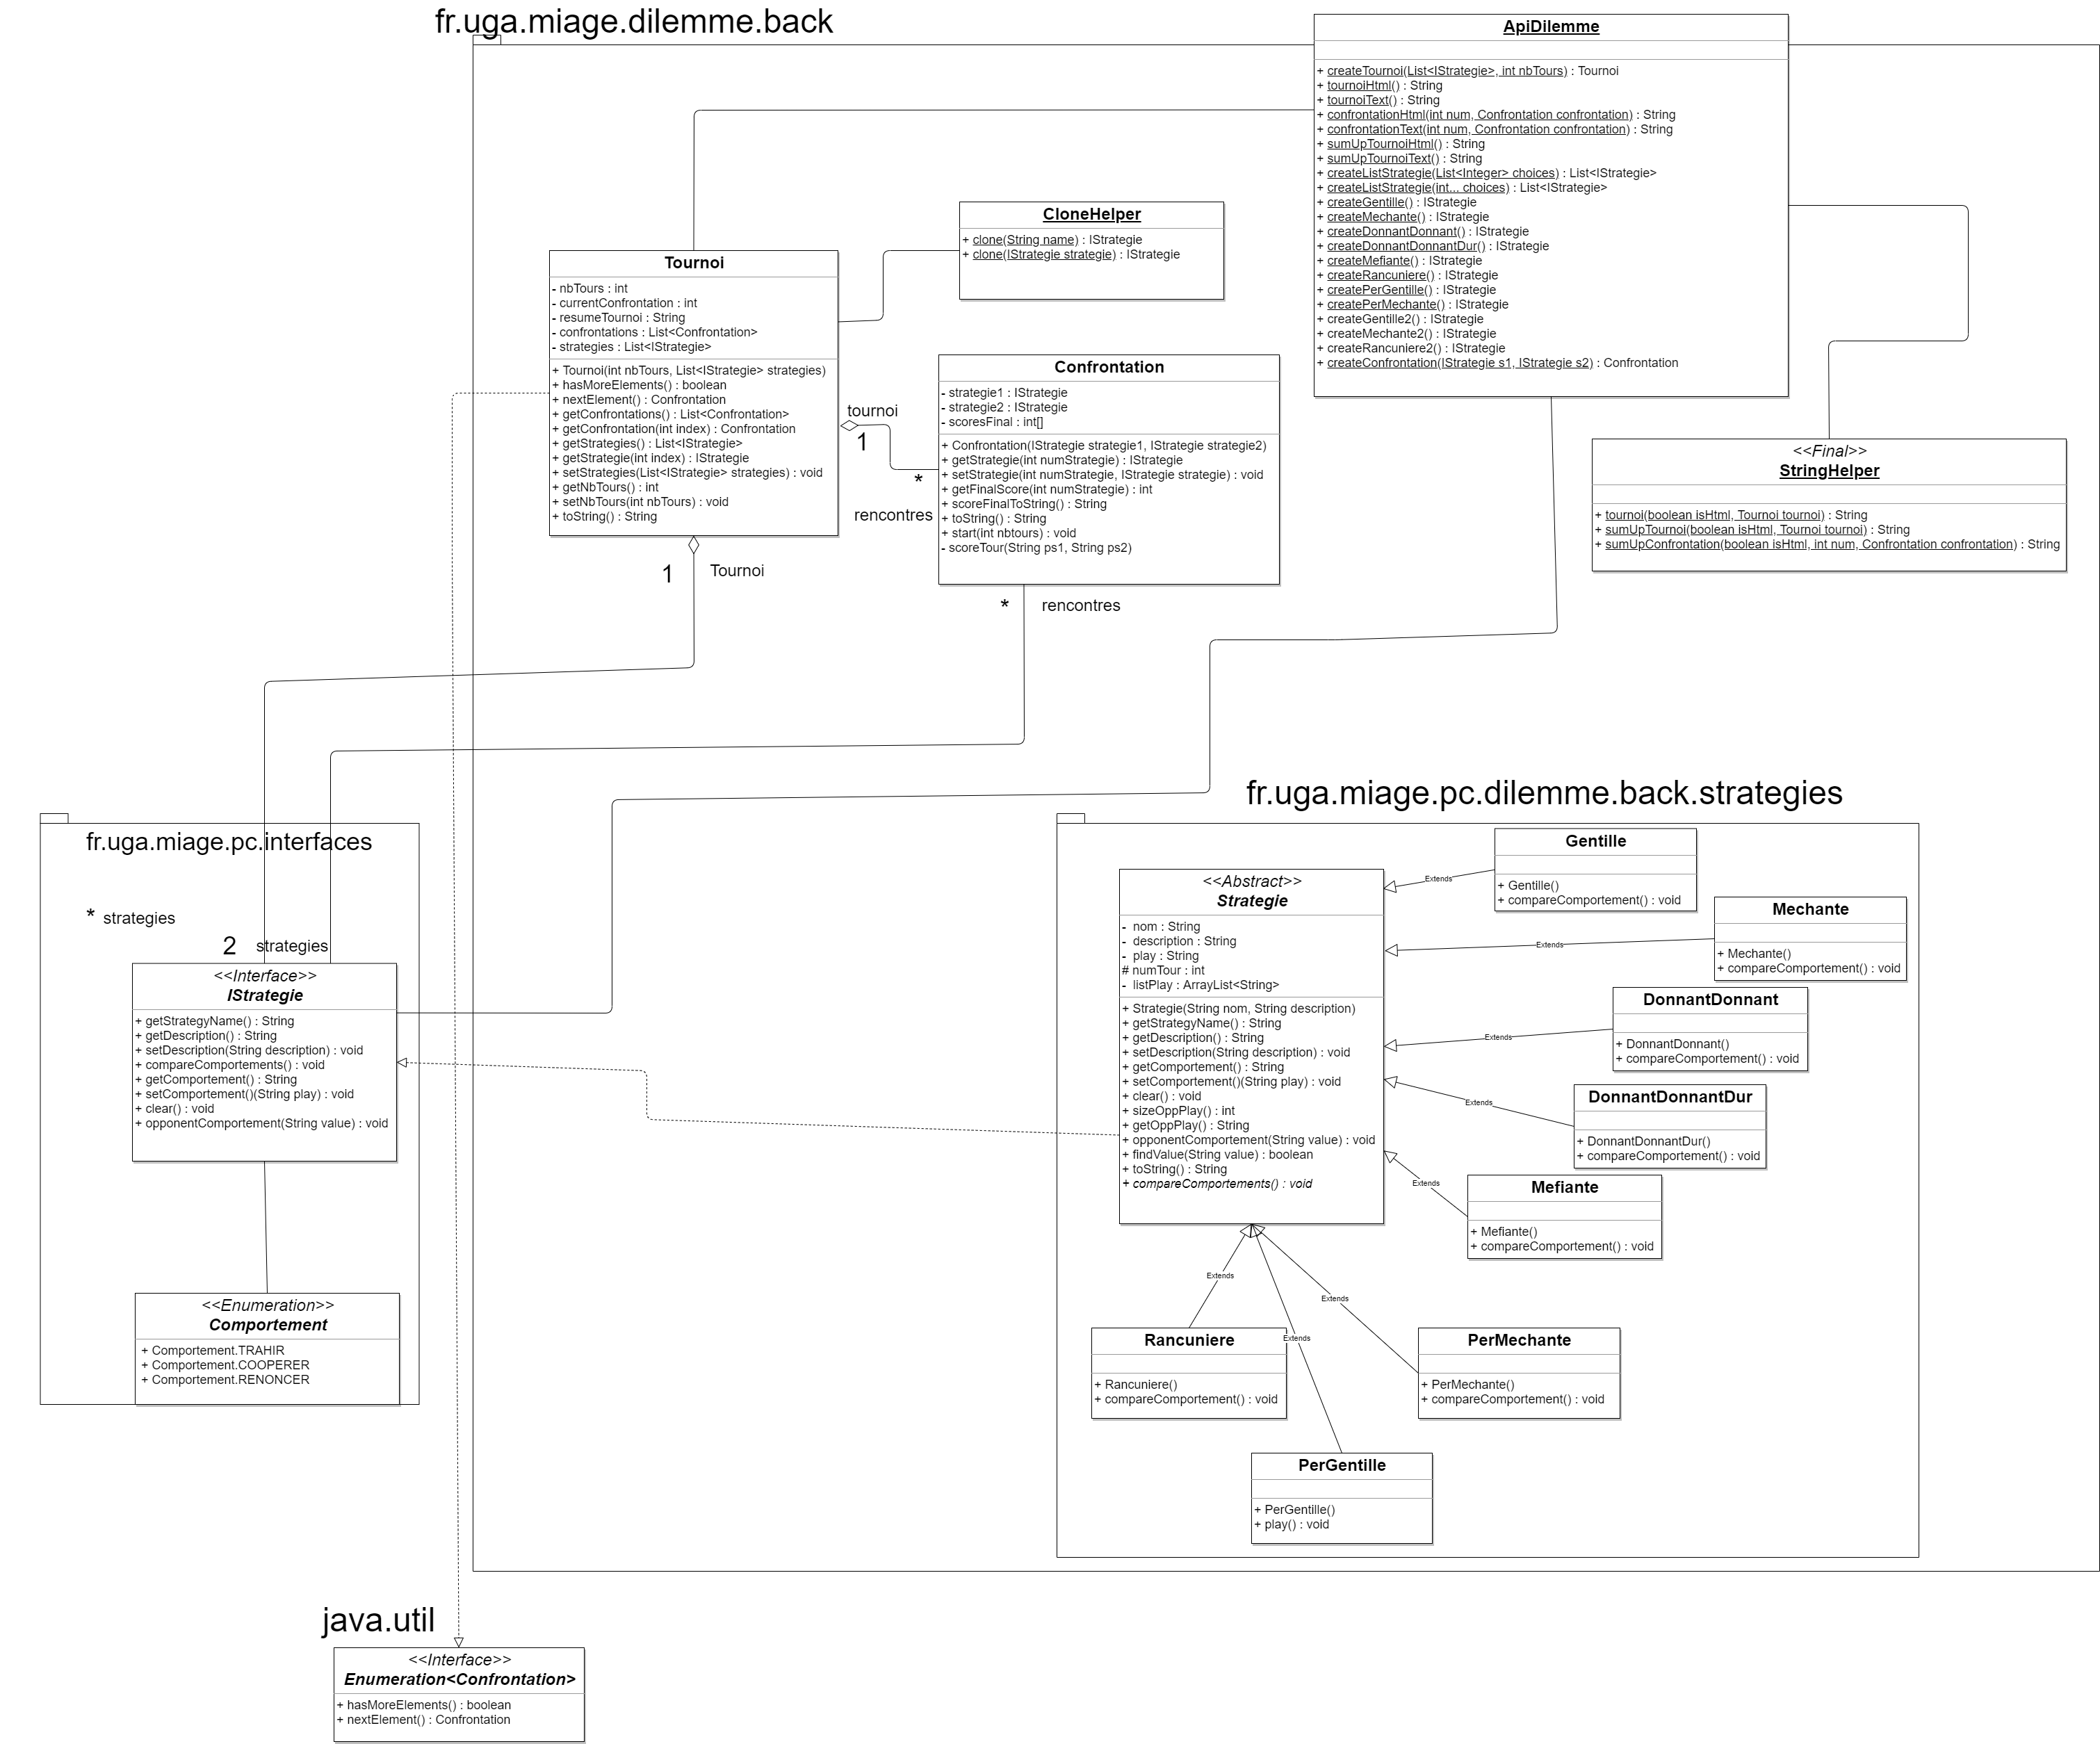 fr.uga.miage.dilemme.back
ApiDilemme
+ createTournoi(List<IStrategie>, int nbTours) : Tournoi
+ tournoiHtml() : String
+ tournoiText() : String
+ confrontationHtml(int num, Confrontation confrontation) : String
+ confrontationText(int num, Confrontation confrontation) : String
+ sumUpTournoiHtml() : String
+ sumUpTournoiText() : String
+ createListStrategie(List<Integer> choices) : List<IStrategie>
+ createListStrategie(int... choices) : List<IStrategie>
+ createGentille() : IStrategie
+ createMechante() : IStrategie
+ createDonnantDonnant() : IStrategie
+ createDonnantDonnantDur() : IStrategie
+ createMefiante() : IStrategie
+ createRancuniere() : IStrategie
+ createPerGentille() : IStrategie
+ createPerMechante() : IStrategie
+ createGentille2() : IStrategie
+ createMechante2() : IStrategie
+ createRancuniere2() : IStrategie
+ createConfrontation(IStrategie s1, IStrategie s2) : Confrontation
CloneHelper
+ clone(String name) : IStrategie
+ clone(IStrategie strategie) : IStrategie
Tournoi
- nbTours : int
- currentConfrontation : int
- resumeTournoi : String
- confrontations : List<Confrontation>
- strategies : List<IStrategie>
+ Tournoi(int nbTours, List<IStrategie> strategies)
+ hasMoreElements() : boolean
+ nextElement() : Confrontation
+ getConfrontations() : List<Confrontation>
+ getConfrontation(int index) : Confrontation
+ getStrategies() : List<IStrategie>
+ getStrategie(int index) : IStrategie
+ setStrategies(List<IStrategie> strategies) : void
+ getNbTours() : int
+ setNbTours(int nbTours) : void
+ toString() : String
tournoi
1
*
rencontres
Confrontation
- strategie1 : IStrategie
- strategie2 : IStrategie
- scoresFinal : int[]
+ Confrontation(IStrategie strategie1, IStrategie strategie2)
+ getStrategie(int numStrategie) : IStrategie
+ setStrategie(int numStrategie, IStrategie strategie) : void
+ getFinalScore(int numStrategie) : int
+ scoreFinalToString() : String
+ toString() : String
+ start(int nbtours) : void
- scoreTour(String ps1, String ps2)
<<Final>>
StringHelper
+ tournoi(boolean isHtml, Tournoi tournoi) : String
+ sumUpTournoi(boolean isHtml, Tournoi tournoi) : String
+ sumUpConfrontation(boolean isHtml, int num, Confrontation confrontation) : String
1 Tournoi
* rencontres
fr.uga.miage.pc.interfaces
* strategies
2 strategies
<<Interface>>
IStrategie
+ getStrategyName() : String
+ getDescription() : String
+ setDescription(String description) : void
+ compareComportements() : void
+ getComportement() : String
+ setComportement()(String play) : void
+ clear() : void
+ opponentComportement(String value) : void
<<Enumeration>>
Comportement
+ Comportement.TRAHIR
+ Comportement.COOPERER
+ Comportement.RENONCER
fr.uga.miage.pc.dilemme.back.strategies
<<Abstract>>
Strategie
- nom : String
- description : String
- play : String
# numTour : int
- listPlay : ArrayList<String>
+ Strategie(String nom, String description)
+ getStrategyName() : String
+ getDescription() : String
+ setDescription(String description) : void
+ getComportement() : String
+ setComportement()(String play) : void
+ clear() : void
+ sizeOppPlay() : int
+ getOppPlay() : String
+ opponentComportement(String value) : void
+ findValue(String value) : boolean
+ toString() : String
+ compareComportements() : void
Extends
Gentille
+ Gentille()
+ compareComportement() : void
Extends
Mechante
+ Mechante()
+ compareComportement() : void
Extends
DonnantDonnant
+ DonnantDonnant()
+ compareComportement() : void
Extends
DonnantDonnantDur
+ DonnantDonnantDur()
+ compareComportement() : void
Extends
Mefiante
+ Mefiante()
+ compareComportement() : void
Extends
Extends
Extends
Rancuniere
+ Rancuniere()
+ compareComportement() : void
PerMechante
+ PerMechante()
+ compareComportement() : void
PerGentille
+ PerGentille()
+ play() : void
java.util
<<Interface>>
Enumeration<Confrontation>
+ hasMoreElements() : boolean
+ nextElement() : Confrontation